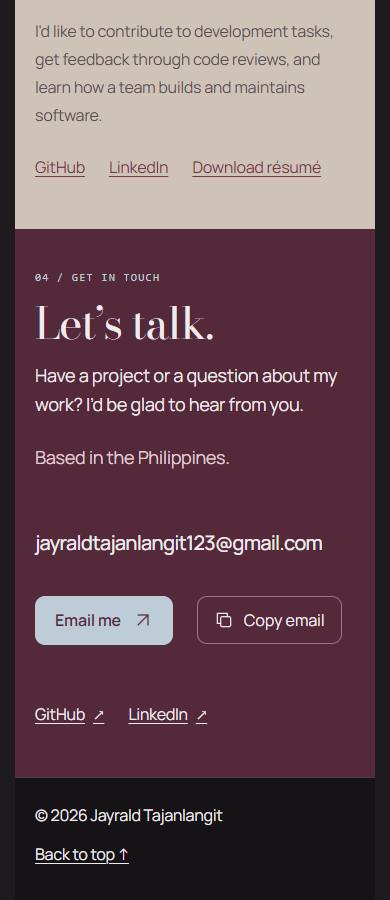 I'd like to contribute to development tasks,
get feedback through code reviews, and
learn how a team builds and maintains
software.
GitHub LinkedIn Download résumé
04 / GET IN TOUCH
Let’s talk.
Have a project or a question about my
work? I’d be glad to hear from you.
Based in the Philippines.
jayraldtajanlangit123@gmail.com
Email me ↗ Copy email
GitHub ↗ LinkedIn ↗
© 2026 Jayrald Tajanlangit
Back to top ↑